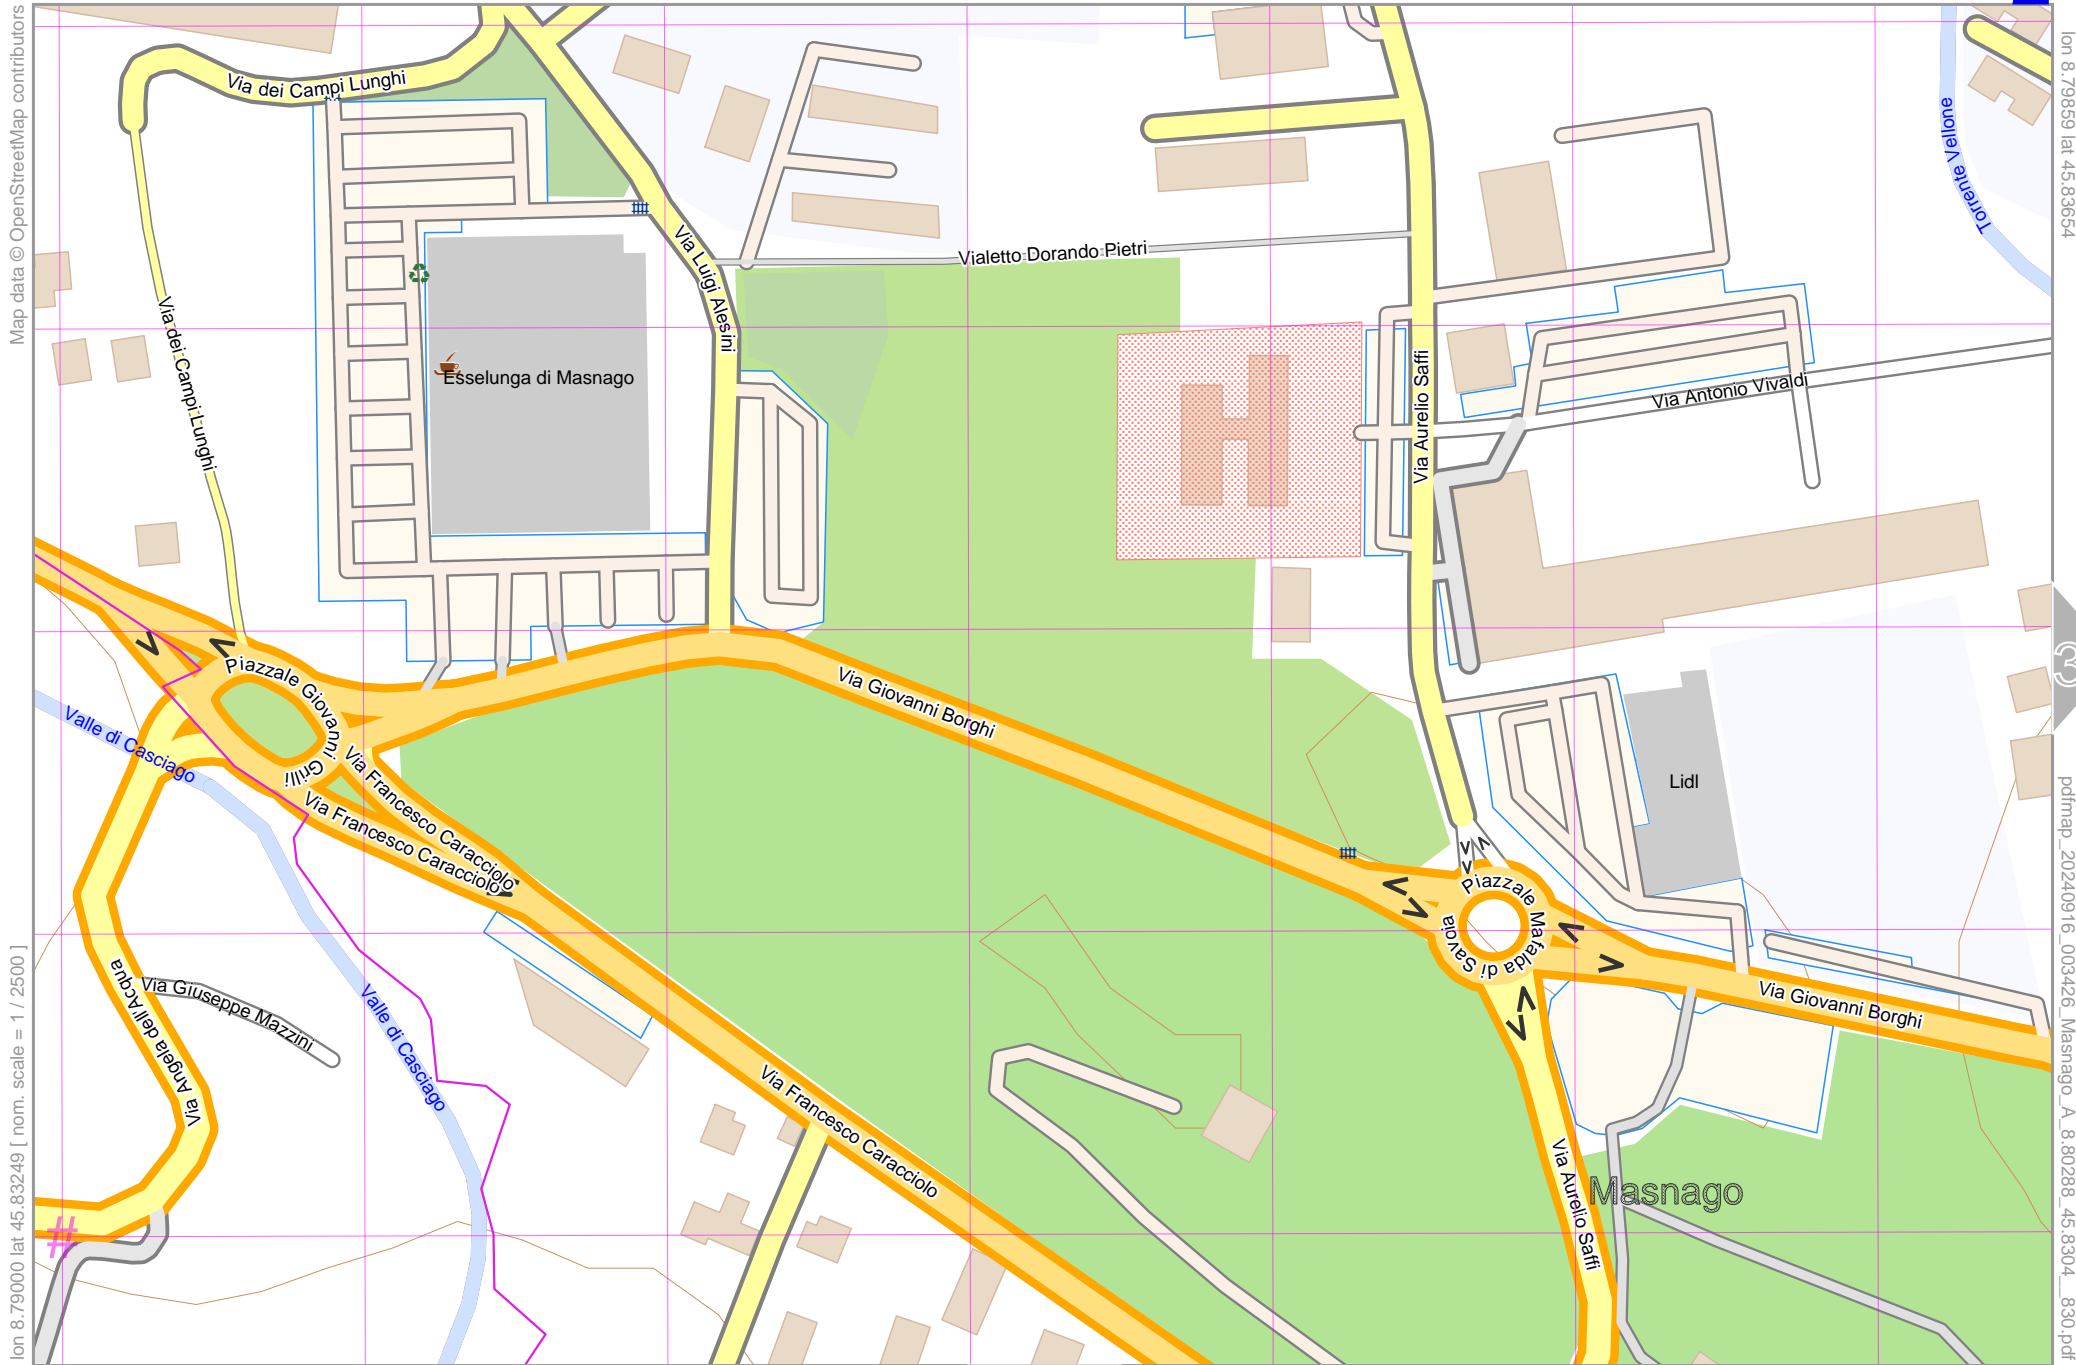 Map data © OpenStreetMap contributors
lon 8.79859 lat 45.83654
Via dei Campi Lunghi
Torrente Vellone
Via Luigi Alesini
Vialetto Dorando Pietri
Via dei Campi Lunghi
Esselunga di Masnago
Via Aurelio Saffi
Via Antonio Vivaldi
3
Piazzale Giovanni Grilli
Via Giovanni Borghi
Valle di Casciago
Via Francesco Caracciolo
Via Francesco Caracciolo
Lidl
Piazzale Mafalda di Savoia
Via Angela dell'Acqua
Via Giuseppe Mazzini
Valle di Casciago
Via Giovanni Borghi
Via Francesco Caracciolo
Via Aurelio Saffi
Masnago
#
lon 8.79000 lat 45.83249 [ nom. scale = 1 / 2500 ]
pdfmap_20240916_003426_Masnago_A_8.80288_45.8304__830.pdf